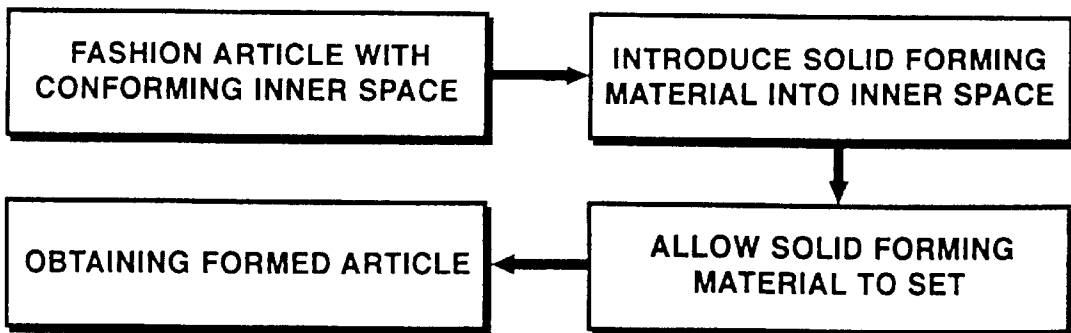 FASHION ARTICLE WITH
CONFORMING INNER SPACE
INTRODUCE SOLID FORMING
MATERIAL INTO INNER SPACE
ALLOW SOLID FORMING
MATERIAL TO SET
OBTAINING FORMED ARTICLE